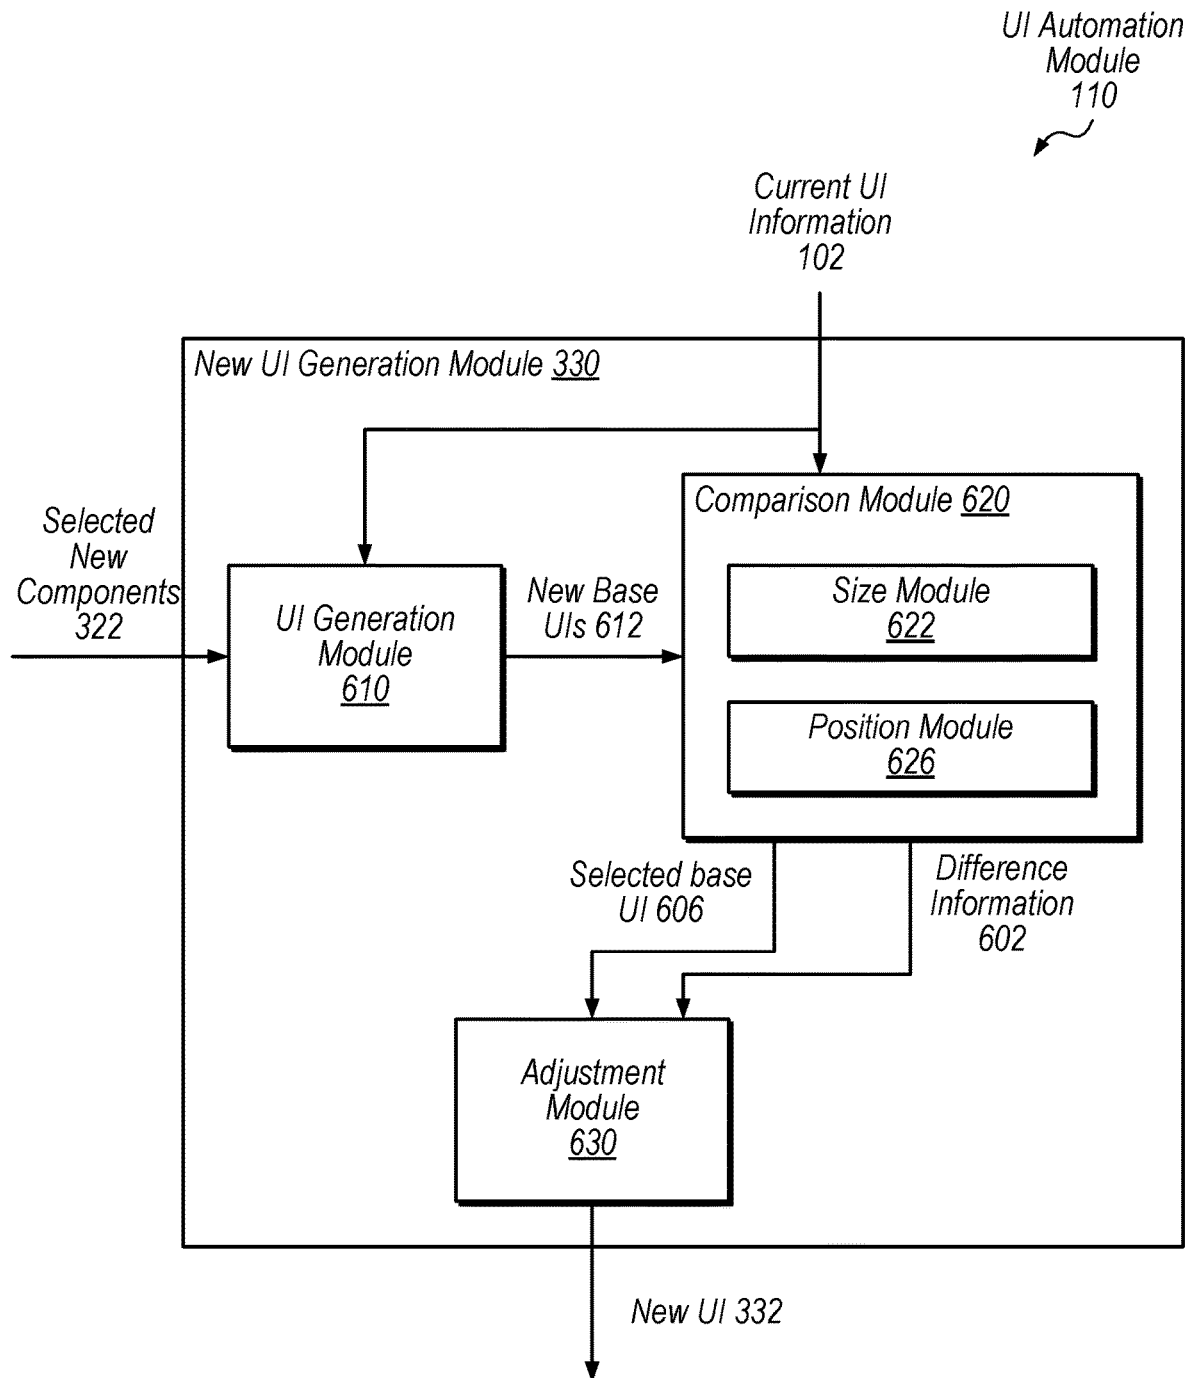 UI Automation
Module
110
Current UI
Information
102
New UI Generation Module 330
Selected
New
Components
322
UI Generation
Module
610
New Base
UIs 612
Comparison Module 620
Size Module
622
Position Module
626
Selected base
UI 606
Difference
Information
602
Adjustment
Module
630
New UI 332